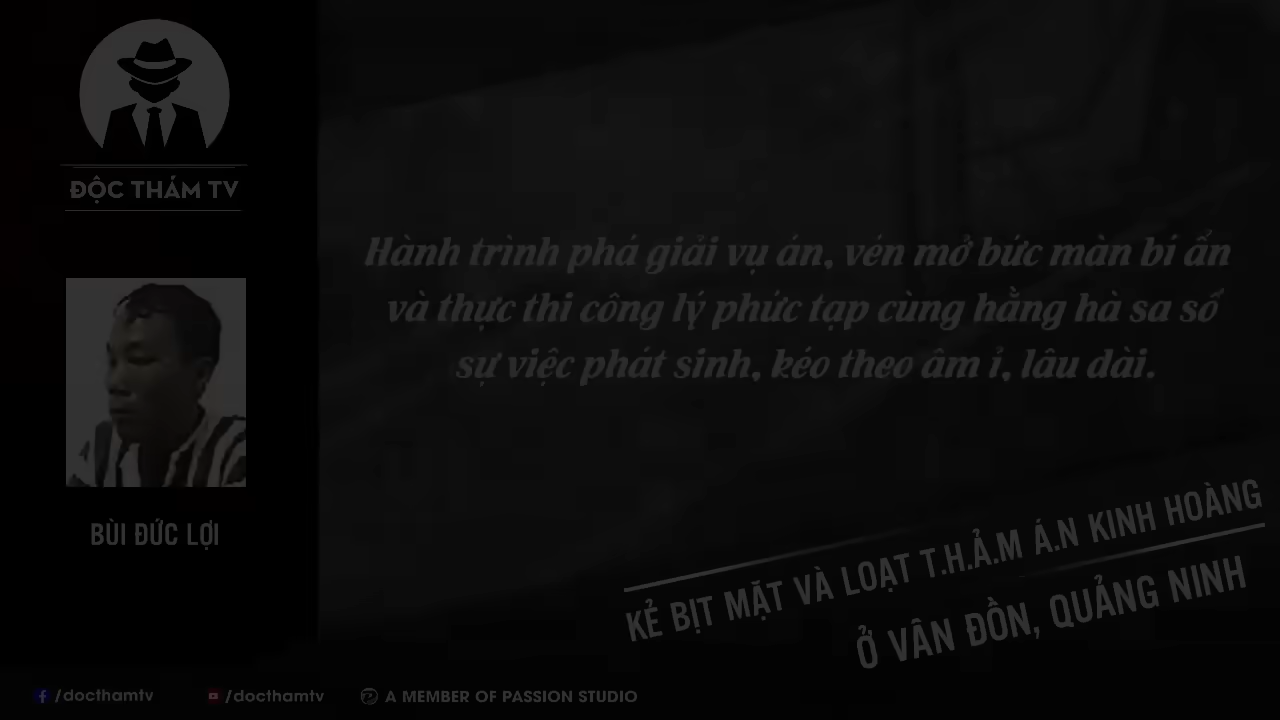 ĐỘC THÁM TV
Hành trình phá giải vụ án, vén mở bức màn bí ẩn
và thực thi công lý phức tạp cùng hằng hà sa số
sự việc phát sinh, kéo theo âm ỉ, lâu dài.
BÙI ĐỨC LỢI
KẺ BỊT MẶT VÀ LOẠT T.H.Ả.M Á.N KINH HOÀNG
Ở VÂN ĐỒN, QUẢNG NINH
/docthamtv
/docthamtv
A MEMBER OF PASSION STUDIO